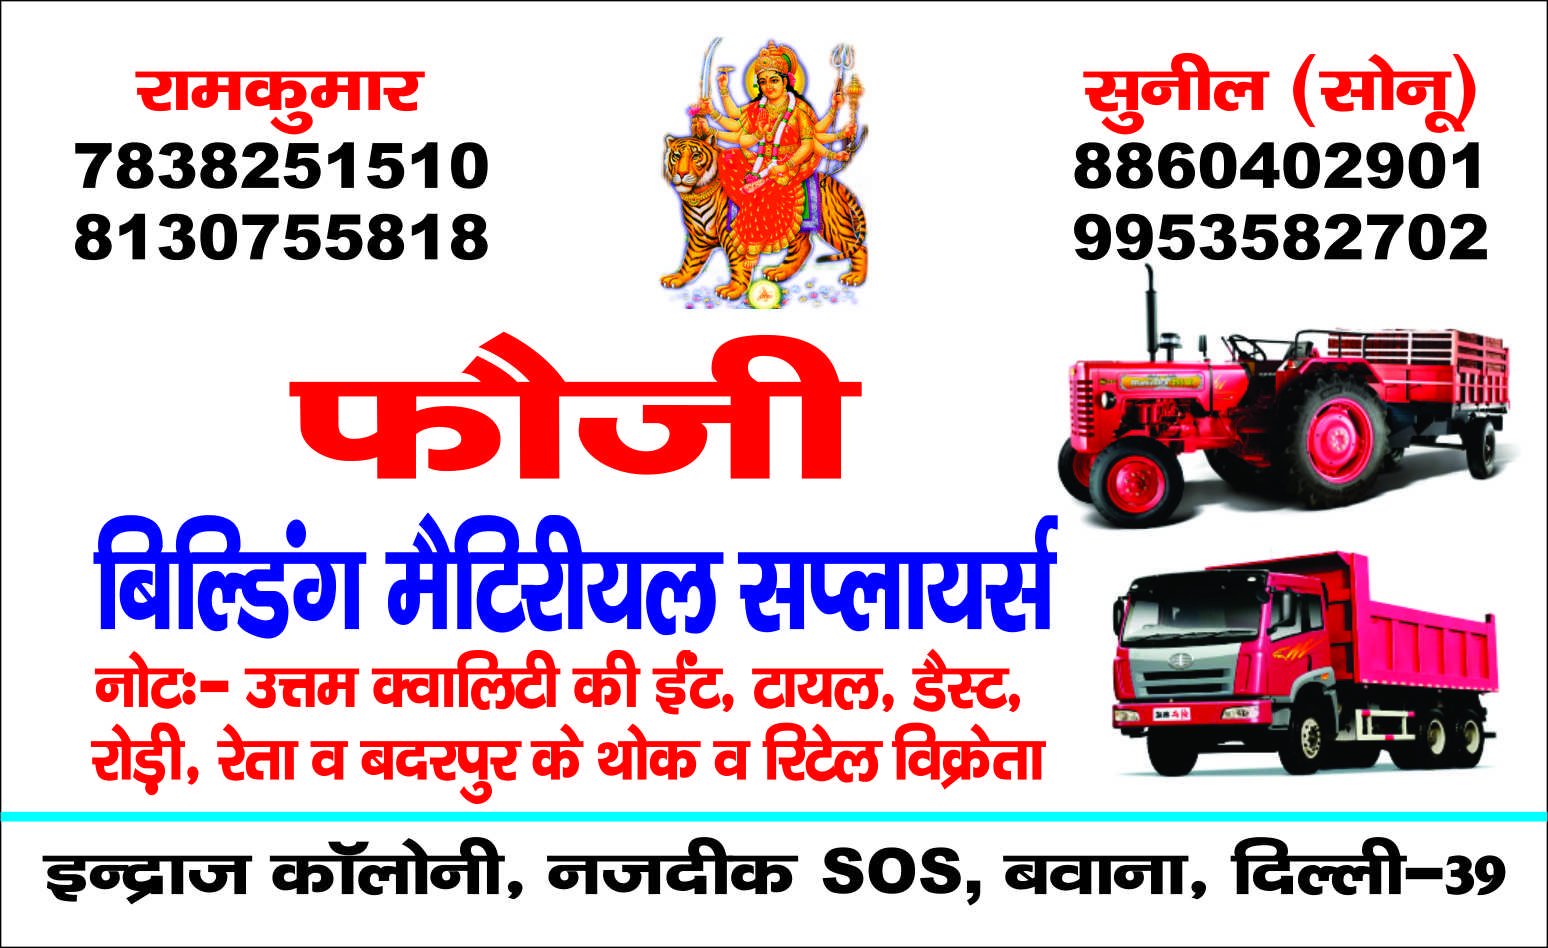 रामकुमार
7838251510
8130755818
सुनील (सोनू)
8860402901
9953582702
फौजी
बिल्डिंग मैटिरीयल सप्लायर्स
नोटः- उत्तम क्वालिटी की ईंट, टायल, डैस्ट,
रोड़ी, रेता व बदरपुर के थोक व रिटेल विक्रेता
इन्द्राज कॉलोनी, नजदीक SOS, बवाना, दिल्ली-39